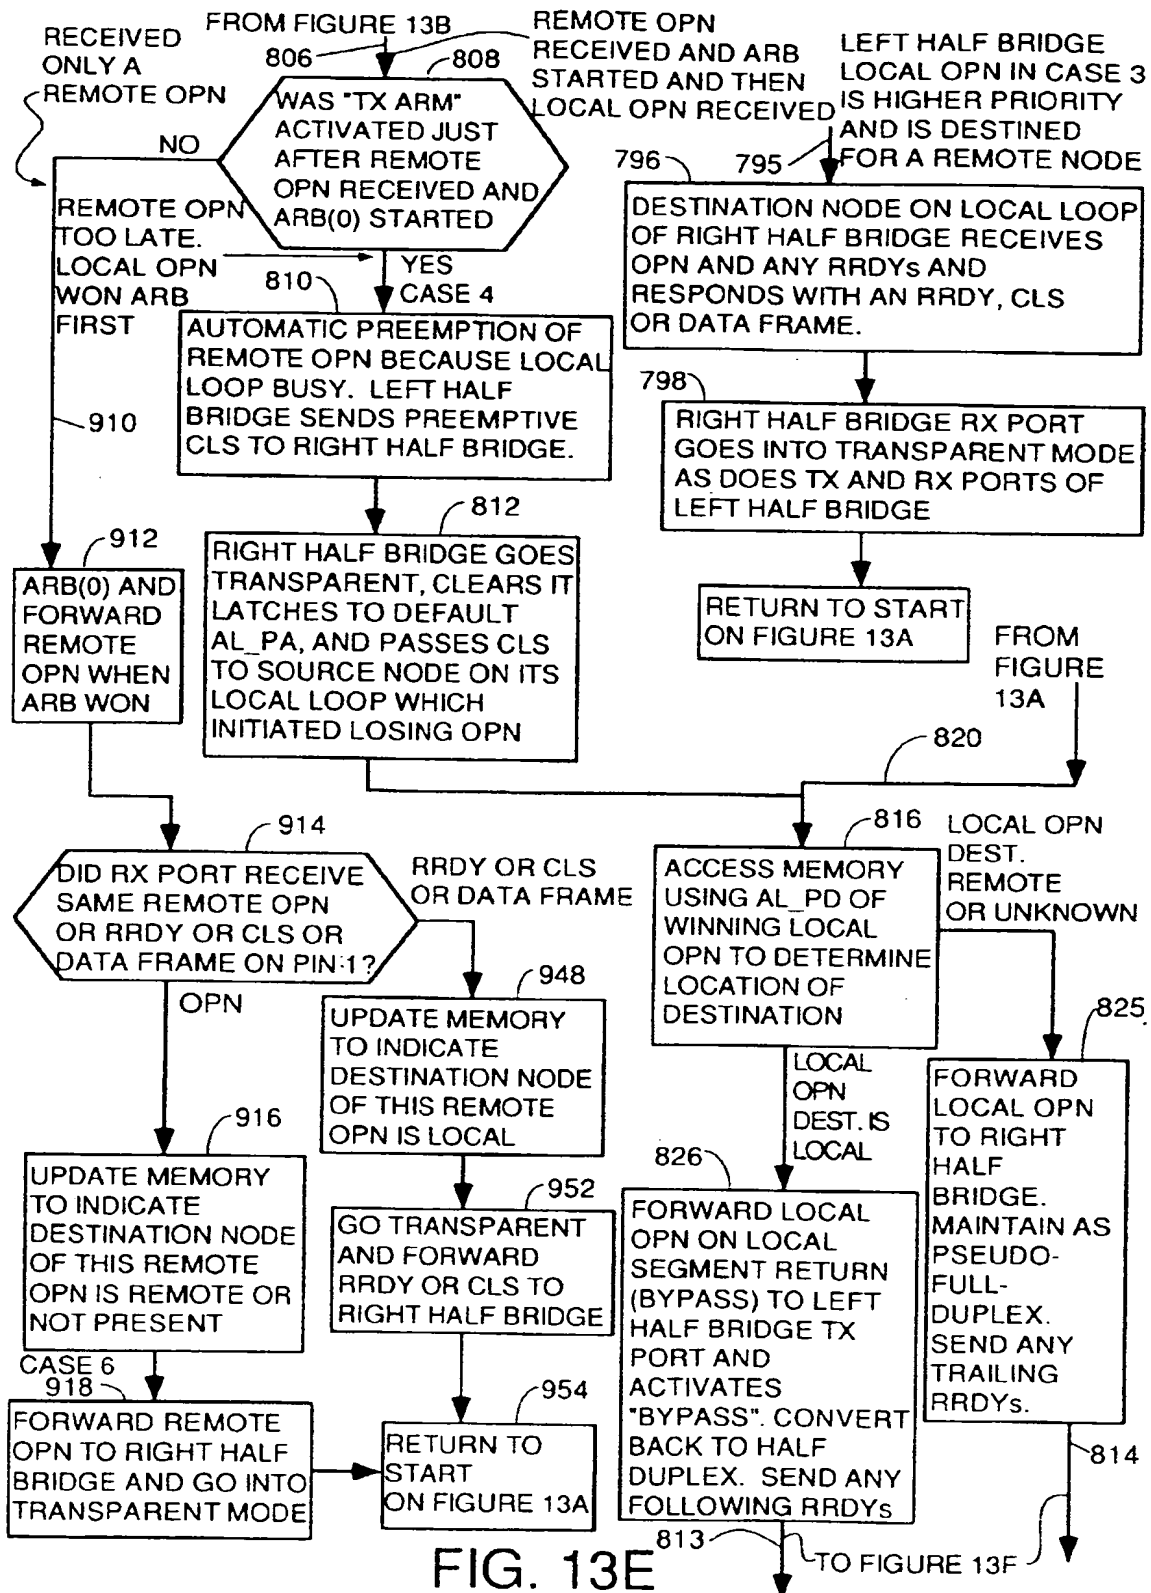 FROM FIGURE 13B
806
808
REMOTE OPN
RECEIVED AND ARB
STARTED AND THEN
LOCAL OPN RECEIVED
RECEIVED
ONLY A
REMOTE OPN
WAS "TX ARM"
ACTIVATED JUST
AFTER REMOTE
OPN RECEIVED AND
ARB(0) STARTED
NO
REMOTE OPN
TOO LATE.
LOCAL OPN
WON ARB
FIRST
YES
CASE 4
810
AUTOMATIC PREEMPTION OF
REMOTE OPN BECAUSE LOCAL
LOOP BUSY. LEFT HALF
BRIDGE SENDS PREEMPTIVE
CLS TO RIGHT HALF BRIDGE.
910
812
RIGHT HALF BRIDGE GOES
TRANSPARENT, CLEARS IT
LATCHES TO DEFAULT
AL_PA, AND PASSES CLS
TO SOURCE NODE ON ITS
LOCAL LOOP WHICH
INITIATED LOSING OPN
LEFT HALF BRIDGE
LOCAL OPN IN CASE 3
IS HIGHER PRIORITY
AND IS DESTINED
FOR A REMOTE NODE
796
795
DESTINATION NODE ON LOCAL LOOP
OF RIGHT HALF BRIDGE RECEIVES
OPN AND ANY RRDYs AND
RESPONDS WITH AN RRDY, CLS
OR DATA FRAME.
798
RIGHT HALF BRIDGE RX PORT
GOES INTO TRANSPARENT MODE
AS DOES TX AND RX PORTS OF
LEFT HALF BRIDGE
RETURN TO START
ON FIGURE 13A
FROM
FIGURE
13A
820
912
ARB(0) AND
FORWARD
REMOTE
OPN WHEN
ARB WON
914
DID RX PORT RECEIVE
SAME REMOTE OPN
OR RRDY OR CLS OR
DATA FRAME ON PIN:1?
RRDY OR CLS
OR DATA FRAME
OPN
948
UPDATE MEMORY
TO INDICATE
DESTINATION NODE
OF THIS REMOTE
OPN IS LOCAL
916
UPDATE MEMORY
TO INDICATE
DESTINATION NODE
OF THIS REMOTE
OPN IS REMOTE OR
NOT PRESENT
952
GO TRANSPARENT
AND FORWARD
RRDY OR CLS TO
RIGHT HALF BRIDGE
CASE 6
918
FORWARD REMOTE
OPN TO RIGHT HALF
BRIDGE AND GO INTO
TRANSPARENT MODE
954
RETURN TO
START
ON FIGURE 13A
816
ACCESS MEMORY
USING AL_PD OF
WINNING LOCAL
OPN TO DETERMINE
LOCATION OF
DESTINATION
LOCAL OPN
DEST.
REMOTE
OR UNKNOWN
LOCAL
OPN
DEST. IS
LOCAL
825
FORWARD
LOCAL OPN
TO RIGHT
HALF
BRIDGE.
MAINTAIN AS
PSEUDO-
FULL-
DUPLEX.
SEND ANY
TRAILING
RRDYs.
826
FORWARD LOCAL
OPN ON LOCAL
SEGMENT RETURN
(BYPASS) TO LEFT
HALF BRIDGE TX
PORT AND
ACTIVATES
"BYPASS". CONVERT
BACK TO HALF
DUPLEX. SEND ANY
FOLLOWING RRDYs
814
813
TO FIGURE 13F
FIG. 13E